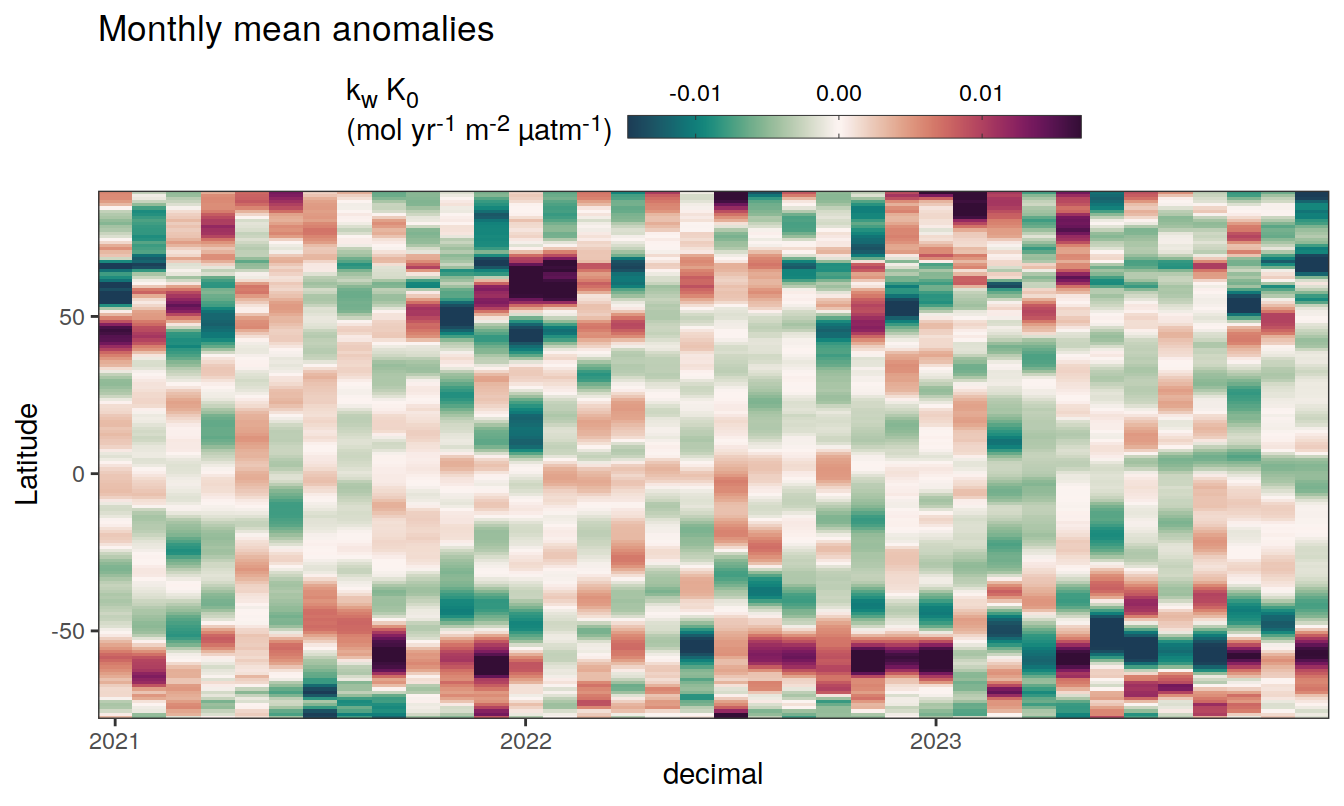 Monthly mean anomalies
k_w K_0
(mol yr⁻¹ m⁻² µatm⁻¹)
-0.01 0.00 0.01
Latitude
50
0
-50
2021 2022 2023
decimal